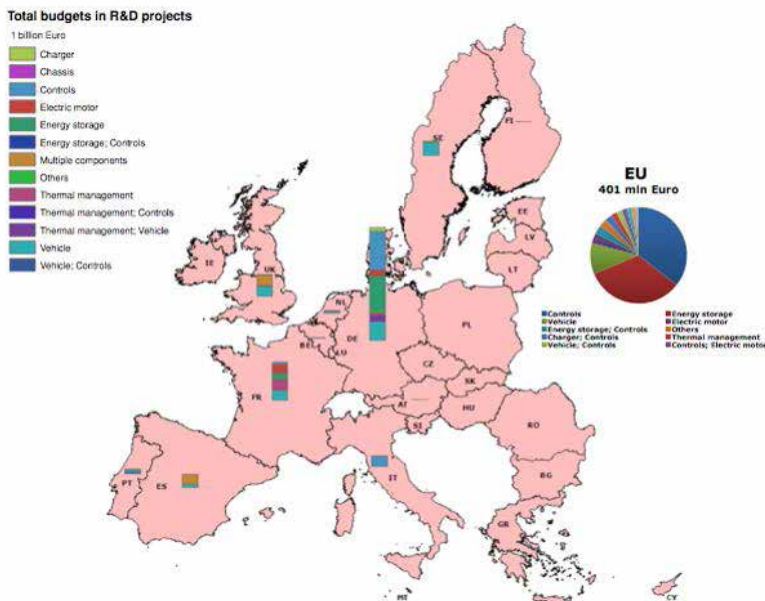 Total budgets in R&D projects
1 billion Euro
Charger
Chassis
Controls
Electric motor
Energy storage
Energy storage; Controls
Multiple components
Others
Thermal management
Thermal management; Controls
Thermal management; Vehicle
Vehicle
Vehicle; Controls
SE
FI
EU
401 mln Euro
EE
LV
LT
IE
UK
NL
DE
PL
LU
CZ
SK
FR
AT
HU
SI
RO
IT
BG
PT
ES
GR
MT
CY
Controls
Energy storage
Vehicle
Electric motor
Energy storage; Controls
Others
Charger; Controls
Thermal management
Vehicle; Controls
Controls; Electric motor